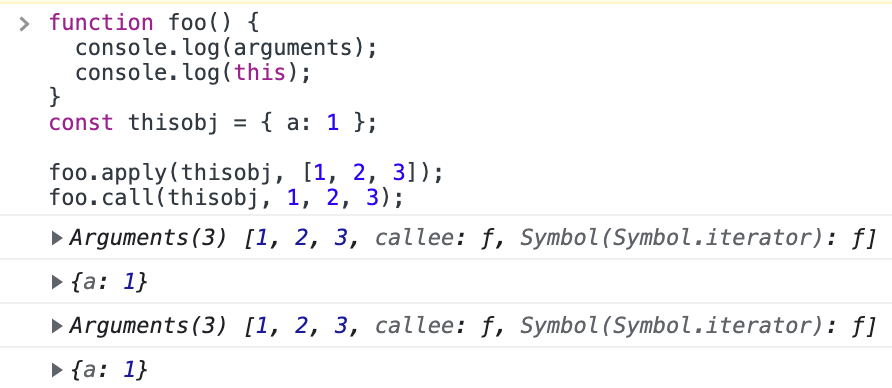 function foo() {
  console.log(arguments);
  console.log(this);
}
const thisobj = { a: 1 };

foo.apply(thisobj, [1, 2, 3]);
foo.call(thisobj, 1, 2, 3);
Arguments(3) [1, 2, 3, callee: ƒ, Symbol(Symbol.iterator): ƒ]
{a: 1}
Arguments(3) [1, 2, 3, callee: ƒ, Symbol(Symbol.iterator): ƒ]
{a: 1}